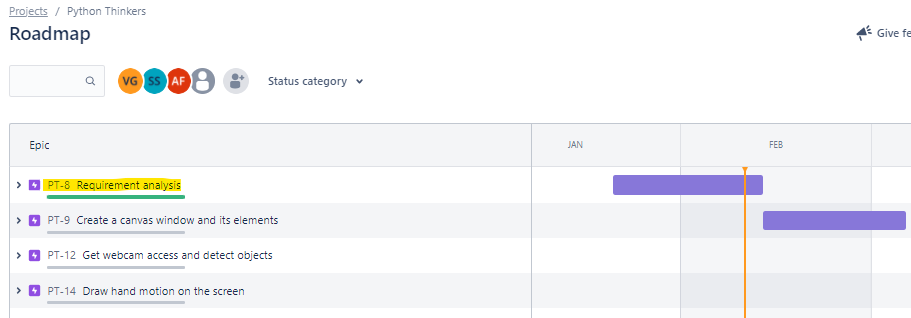 Projects / Python Thinkers
Roadmap
Give fe
VG SS AF
Status category
Epic
JAN FEB
PT-8 Requirement analysis
PT-9 Create a canvas window and its elements
PT-12 Get webcam access and detect objects
PT-14 Draw hand motion on the screen